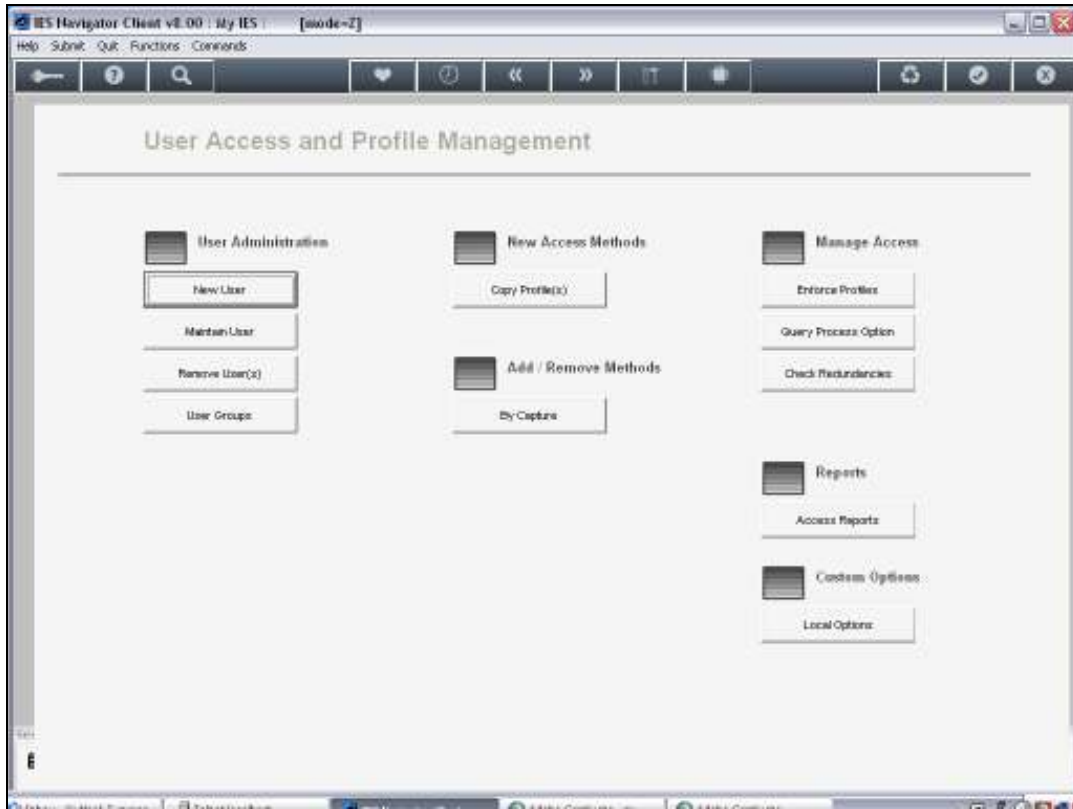 IES Navigator Client v8.00 : My IES : [mode=Z]
Help Submit Quit Functions Commands
User Access and Profile Management
User Administration
New User
Maintain User
Remove User(s)
User Groups
New Access Methods
Copy Profile(s)
Add / Remove Methods
By Capture
Manage Access
Enforce Profiles
Query Process Option
Check Redundancies
Reports
Access Reports
Custom Options
Local Options